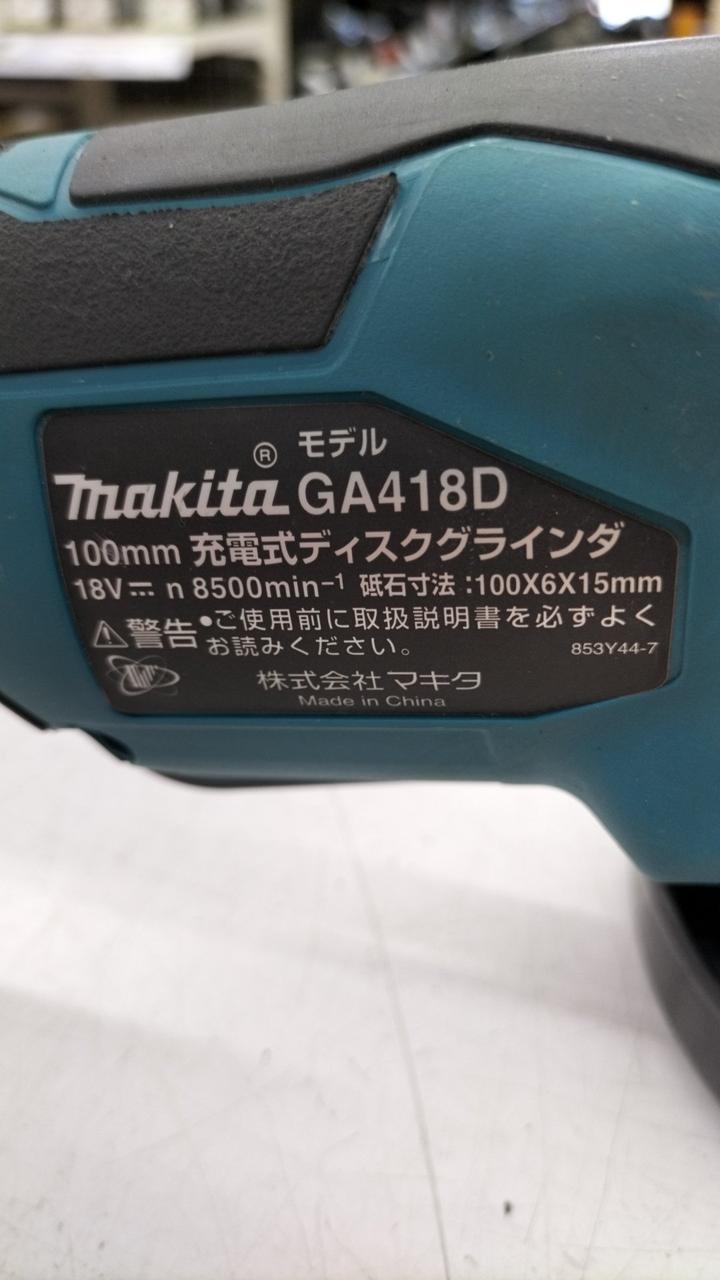 モデル
®
makita GA418D
100mm 充電式ディスクグラインダ
18V⎓ n 8500min⁻¹ 砥石寸法:100X6X15mm
⚠警告 •ご使用前に取扱説明書を必ずよく
お読みください。
853Y44-7
株式会社マキタ
Made in China